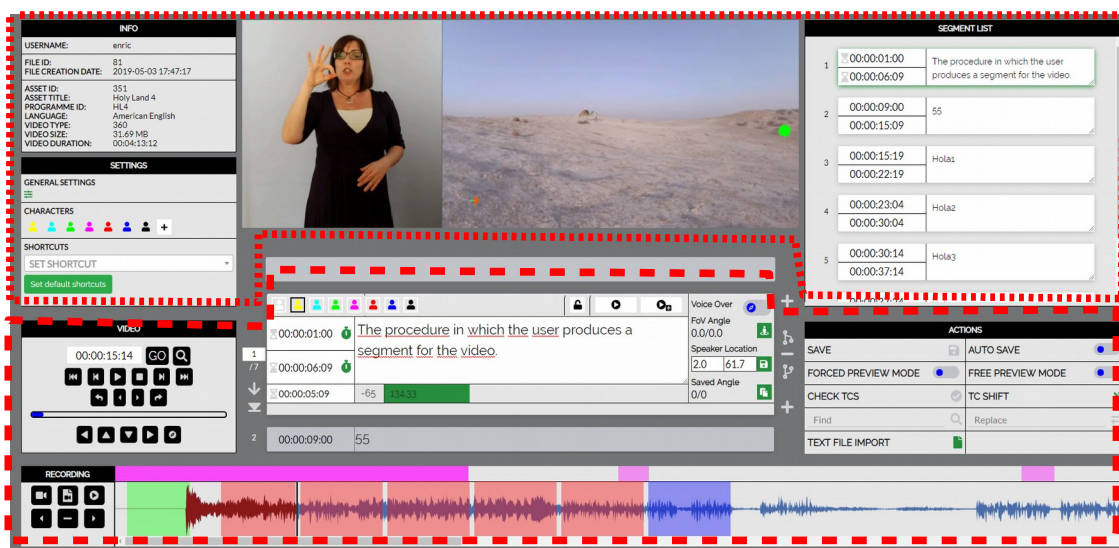 INFO
USERNAME: enric
FILE ID: 81
FILE CREATION DATE: 2019-05-03 17:47:17
ASSET ID: 351
ASSET TITLE: Holy Land 4
PROGRAMME ID: HL4
LANGUAGE: American English
VIDEO TYPE: 360
VIDEO SIZE: 31.69 MB
VIDEO DURATION: 00:04:13:12
SETTINGS
GENERAL SETTINGS
CHARACTERS
+
SHORTCUTS
SET SHORTCUT
Set default shortcuts
VIDEO
00:00:15:14 GO
SEGMENT LIST
1 00:00:01:00 The procedure in which the user
00:00:06:09 produces a segment for the video.
2 00:00:09:00 55
00:00:15:09
3 00:00:15:19 Hola1
00:00:22:19
4 00:00:23:04 Hola2
00:00:30:04
5 00:00:30:14 Hola3
00:00:37:14
Voice Over
00:00:01:00 The procedure in which the user produces a
segment for the video.
1
/7
00:00:06:09
00:00:05:09 -65 134.33
FoV Angle
0.0/0.0
Speaker Location
2.0 61.7
Saved Angle
0/0
2 00:00:09:00 55
ACTIONS
SAVE AUTO SAVE
FORCED PREVIEW MODE FREE PREVIEW MODE
CHECK TCS TC SHIFT
Find Replace
TEXT FILE IMPORT
RECORDING